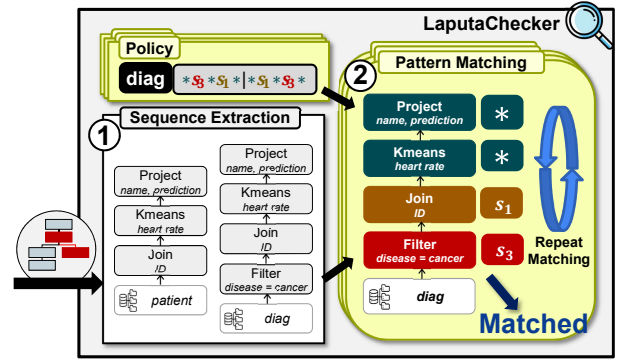 LaputaChecker
Policy
diag
*s3*s1*|*s1*s3*
1
Sequence Extraction
Project
name, prediction
Kmeans
heart rate
Join
ID
patient
Project
name, prediction
Kmeans
heart rate
Join
ID
Filter
disease = cancer
diag
2
Pattern Matching
Project
name, prediction
*
Kmeans
heart rate
*
Join
ID
s1
Filter
disease = cancer
s3
diag
Repeat
Matching
Matched